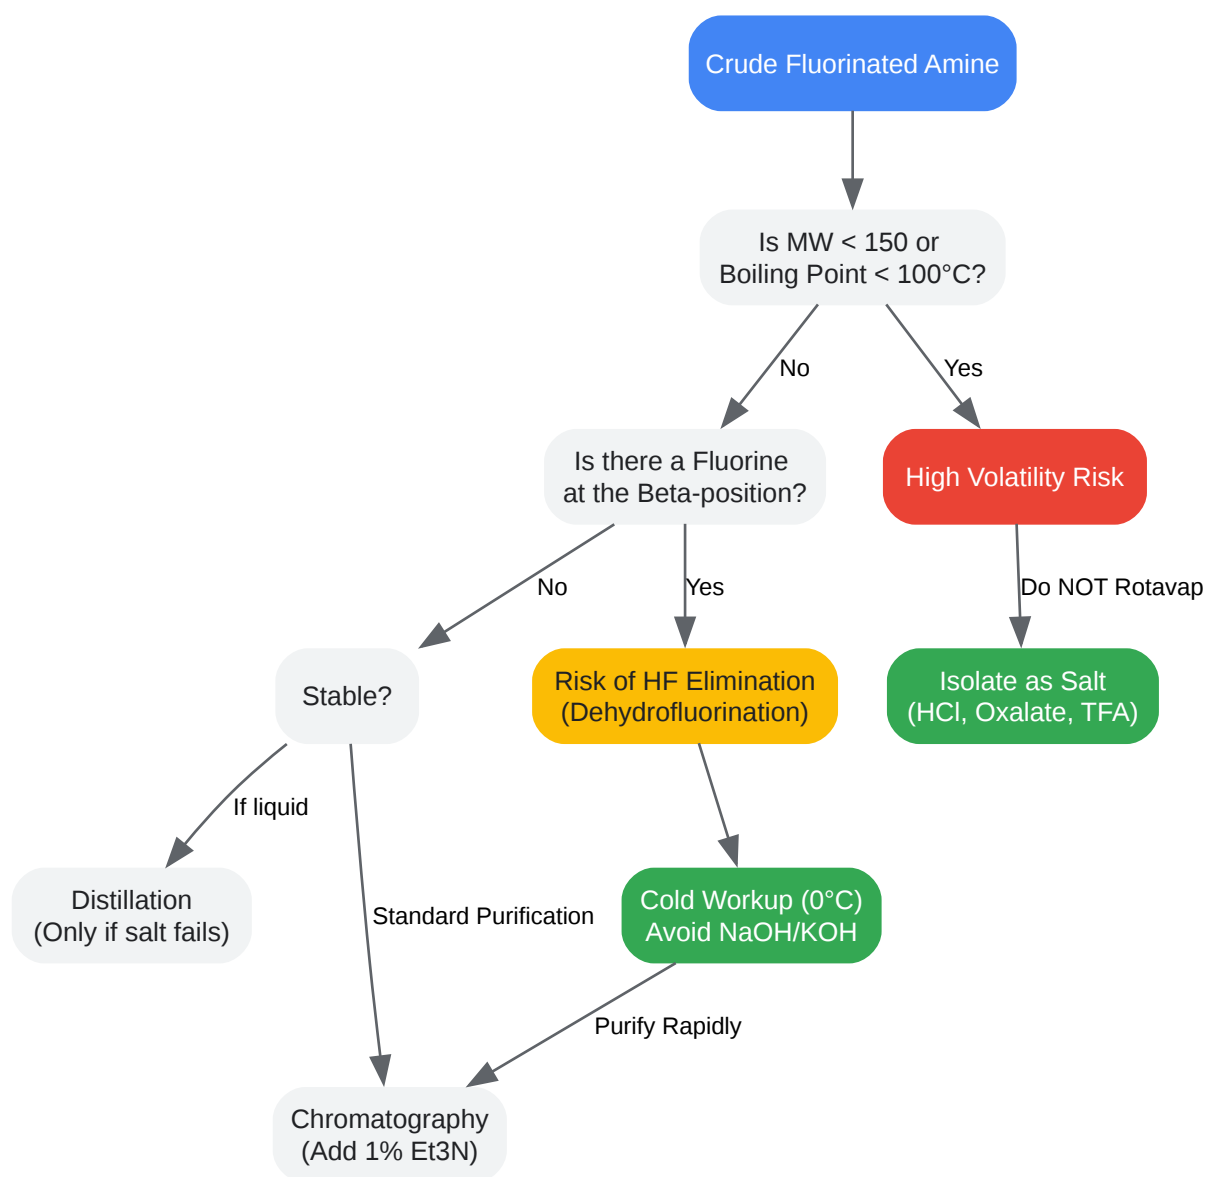 Crude Fluorinated Amine
Is MW < 150 or
Boiling Point < 100°C?
No
Yes
Is there a Fluorine
at the Beta-position?
High Volatility Risk
No
Yes
Do NOT Rotavap
Stable?
Risk of HF Elimination
(Dehydrofluorination)
Isolate as Salt
(HCl, Oxalate, TFA)
If liquid
Standard Purification
Distillation
(Only if salt fails)
Cold Workup (0°C)
Avoid NaOH/KOH
Purify Rapidly
Chromatography
(Add 1% Et3N)